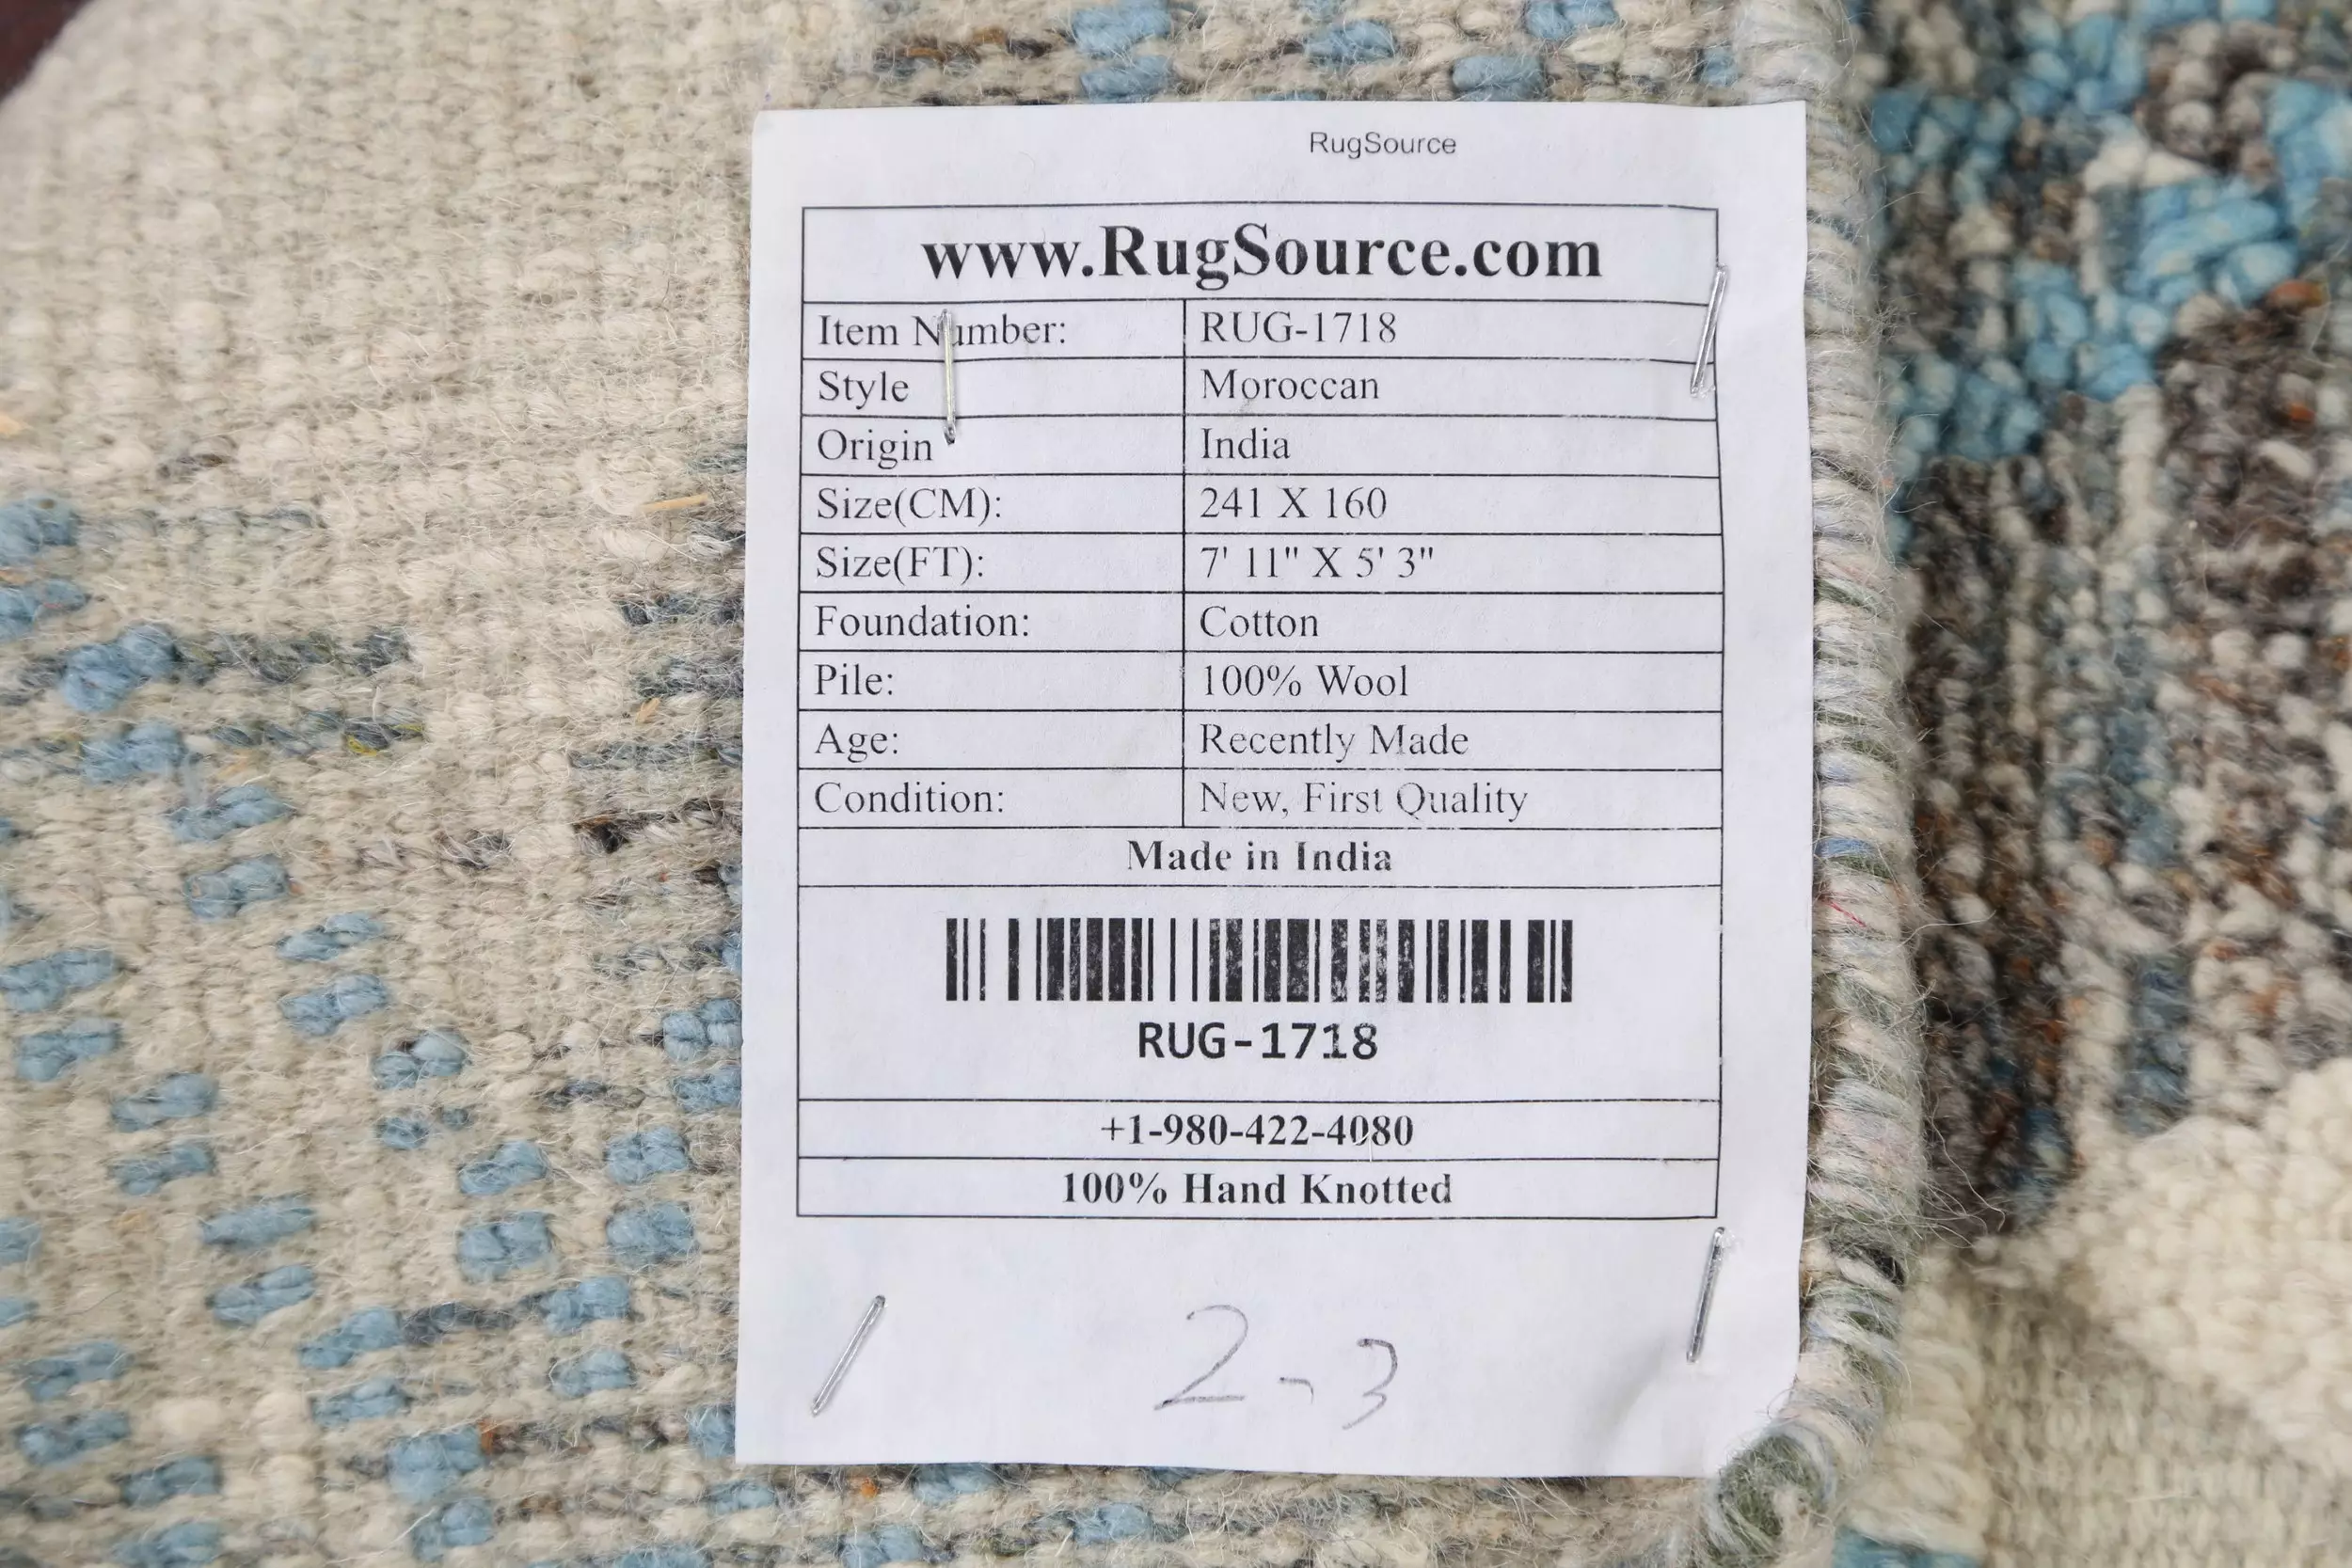 RugSource
www.RugSource.com
Item Number: RUG-1718
Style Moroccan
Origin India
Size(CM): 241 X 160
Size(FT): 7' 11" X 5' 3"
Foundation: Cotton
Pile: 100% Wool
Age: Recently Made
Condition: New, First Quality
Made in India
RUG-1718
+1-980-422-4080
100% Hand Knotted
2-3